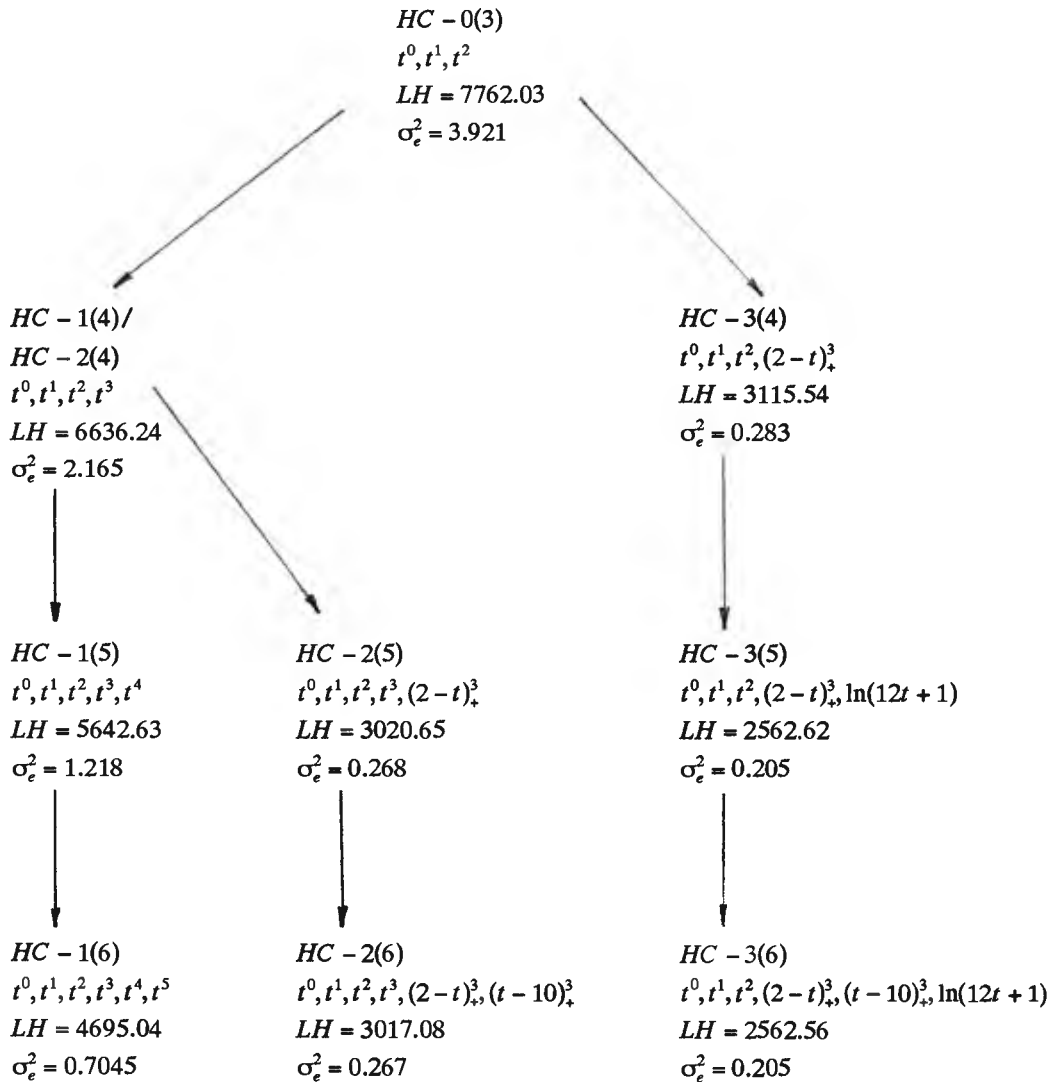 HC – 0(3)
t⁰, t¹, t²
LH = 7762.03
σₑ² = 3.921
HC – 1(4)/
HC – 2(4)
t⁰, t¹, t², t³
LH = 6636.24
σₑ² = 2.165
HC – 3(4)
t⁰, t¹, t², (2 – t)₊³
LH = 3115.54
σₑ² = 0.283
HC – 1(5)
t⁰, t¹, t², t³, t⁴
LH = 5642.63
σₑ² = 1.218
HC – 2(5)
t⁰, t¹, t², t³, (2 – t)₊³
LH = 3020.65
σₑ² = 0.268
HC – 3(5)
t⁰, t¹, t², (2 – t)₊³, ln(12t + 1)
LH = 2562.62
σₑ² = 0.205
HC – 1(6)
t⁰, t¹, t², t³, t⁴, t⁵
LH = 4695.04
σₑ² = 0.7045
HC – 2(6)
t⁰, t¹, t², t³, (2 – t)₊³, (t – 10)₊³
LH = 3017.08
σₑ² = 0.267
HC – 3(6)
t⁰, t¹, t², (2 – t)₊³, (t – 10)₊³, ln(12t + 1)
LH = 2562.56
σₑ² = 0.205